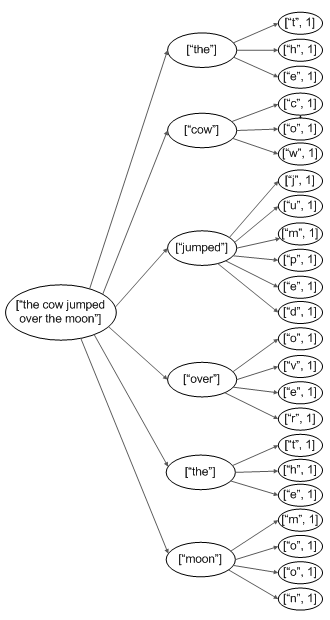 ["t", 1]
["the"]
["h", 1]
["e", 1]
["c", 1]
["cow"]
["o", 1]
["w", 1]
["j", 1]
["u", 1]
["jumped"]
["m", 1]
["p", 1]
["e", 1]
["d", 1]
["the cow jumped
over the moon"]
["o", 1]
["v", 1]
["over"]
["e", 1]
["r", 1]
["t", 1]
["the"]
["h", 1]
["e", 1]
["m", 1]
["o", 1]
["moon"]
["o", 1]
["n", 1]